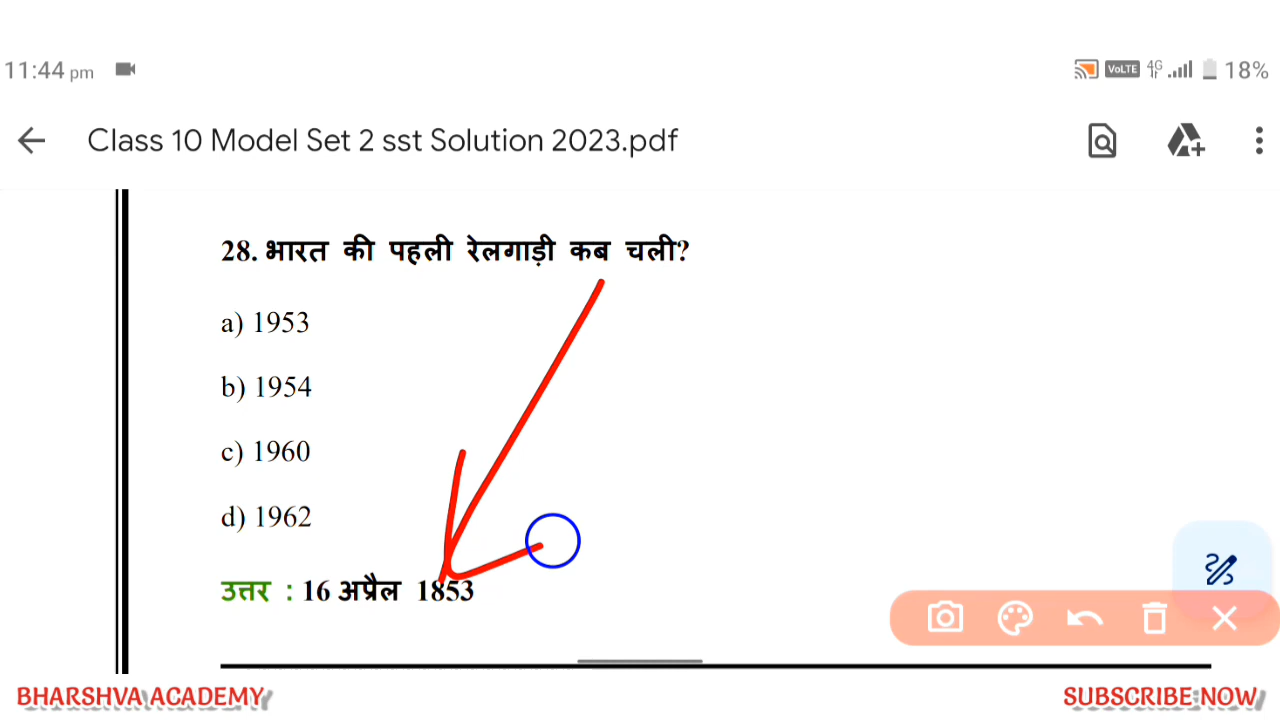 11:44 pm VoLTE 4G 18%
Class 10 Model Set 2 sst Solution 2023.pdf
28. भारत की पहली रेलगाड़ी कब चली?
a) 1953
b) 1954
c) 1960
d) 1962
उत्तर : 16 अप्रैल 1853
BHARSHVA ACADEMY
SUBSCRIBE NOW